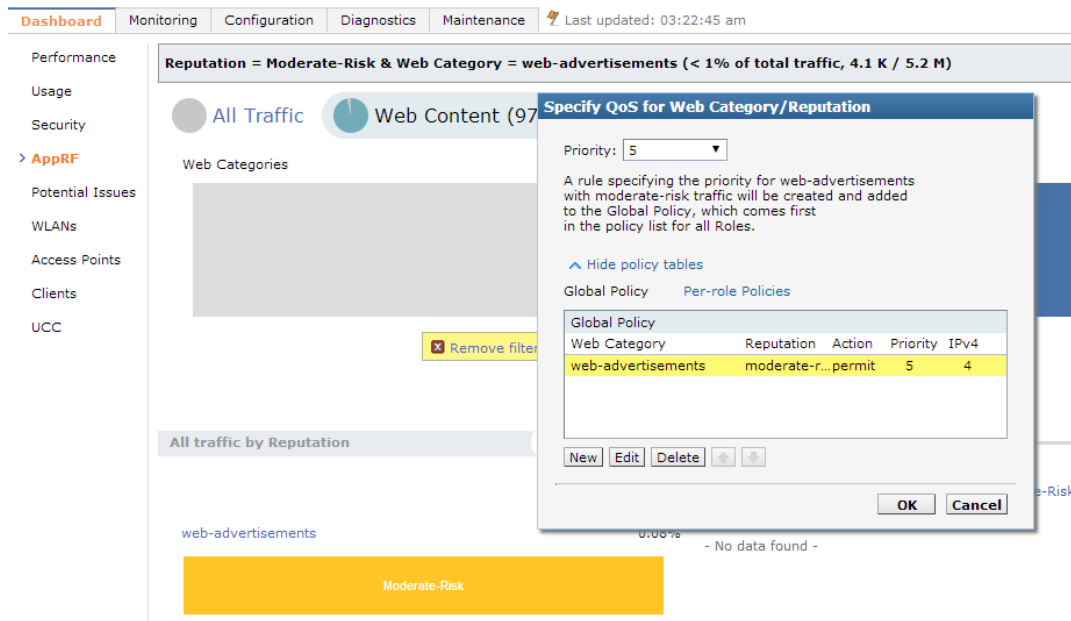 Dashboard Monitoring Configuration Diagnostics Maintenance Last updated: 03:22:45 am
Performance
Usage
Security
AppRF
Potential Issues
WLANs
Access Points
Clients
UCC
Reputation = Moderate-Risk & Web Category = web-advertisements (< 1% of total traffic, 4.1 K / 5.2 M)
All Traffic Web Content (97
Web Categories
Remove filter
All traffic by Reputation
web-advertisements 0.08%
Moderate-Risk
e-Risk
- No data found -
Specify QoS for Web Category/Reputation
Priority: 5
A rule specifying the priority for web-advertisements
with moderate-risk traffic will be created and added
to the Global Policy, which comes first
in the policy list for all Roles.
Hide policy tables
Global Policy Per-role Policies
Global Policy
Web Category Reputation Action Priority IPv4
web-advertisements moderate-r...permit 5 4
New Edit Delete
OK Cancel